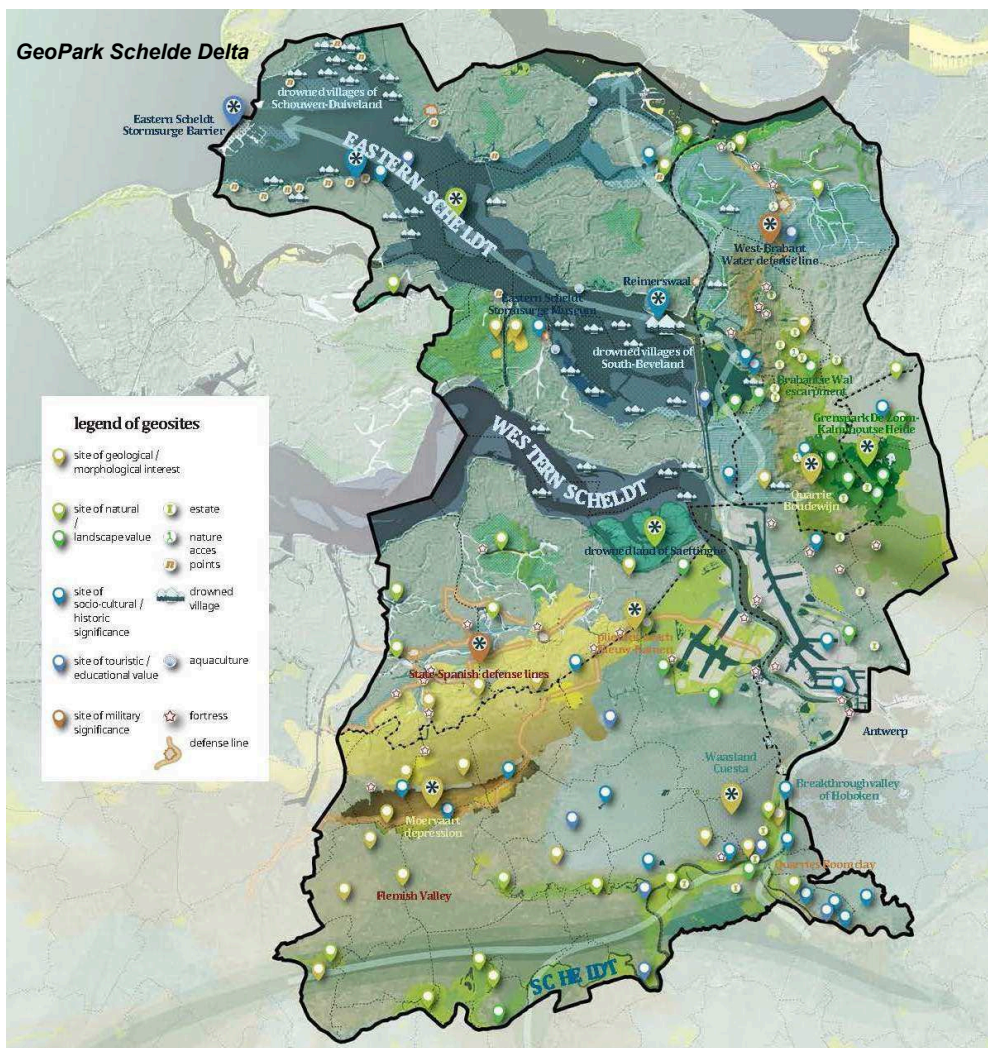 GeoPark Schelde Delta
drowned villages of
Schouwen-Duiveland
Eastern Scheldt
Stormsurge Barrier
EASTERN SCHELDT
West-Brabant
Water defense line
Reimerswaal
Eastern Scheldt
Stormsurge Museum
drowned villages of
South-Beveland
Brabantse Wal
escarpment
Grenspark De Zoom-
Kalmthoutse Heide
Quarrie
Boudewijn
WESTERN SCHELDT
drowned land of Saeftinghe
legend of geosites
site of geological /
morphological interest
site of natural
/
landscape value
estate
nature
acces
points
site of
socio-cultural /
historic
significance
drowned
village
site of touristic /
educational value
aquaculture
site of military
significance
fortress
defense line
State-Spanish defense lines
Antwerp
Waasland
Cuesta
Breakthroughvalley
of Hoboken
Moervaart
depression
Quarries Boomclay
Flemish Valley
SCHELDT